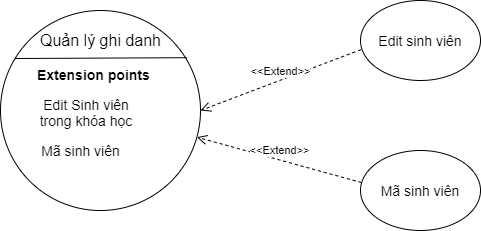 Quản lý ghi danh
Extension points
Edit Sinh viên
trong khóa học
Mã sinh viên
<<Extend>>
Edit sinh viên
<<Extend>>
Mã sinh viên